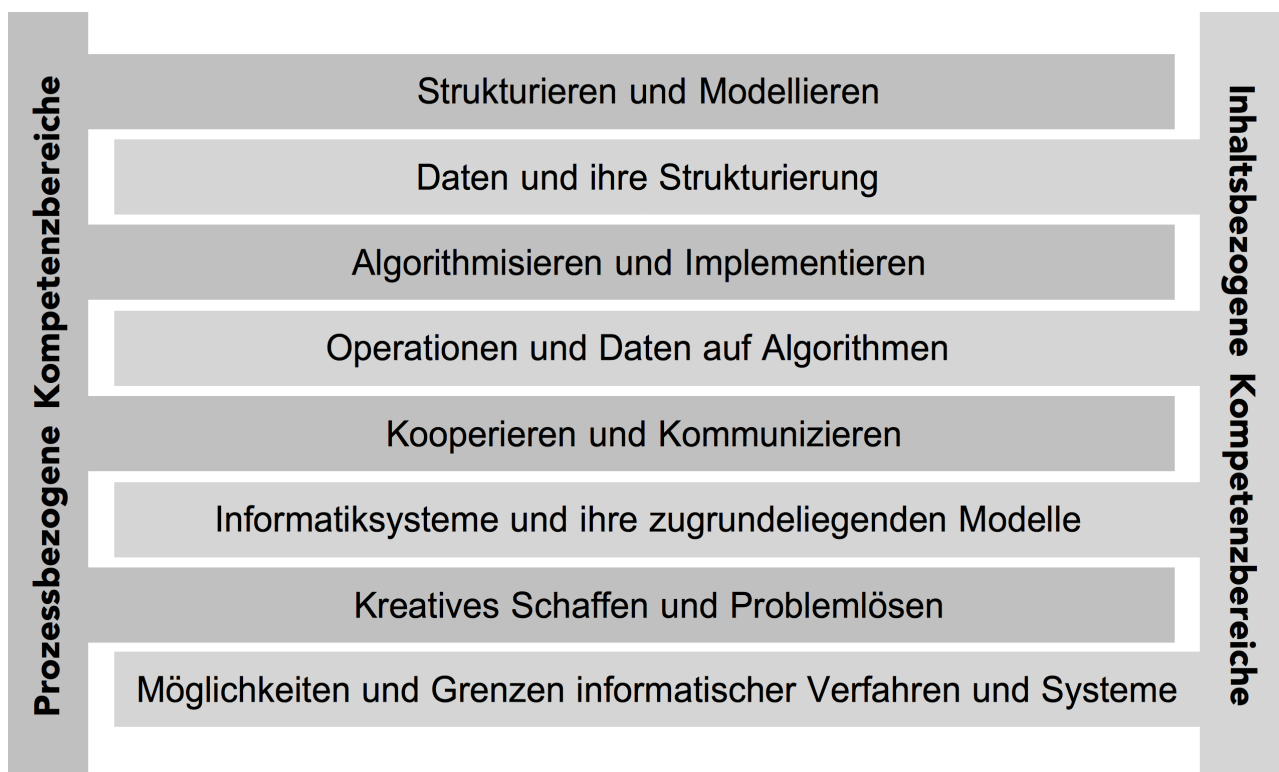 Prozessbezogene Kompetenzbereiche
Strukturieren und Modellieren
Daten und ihre Strukturierung
Algorithmisieren und Implementieren
Operationen und Daten auf Algorithmen
Kooperieren und Kommunizieren
Informatiksysteme und ihre zugrundeliegenden Modelle
Kreatives Schaffen und Problemlösen
Möglichkeiten und Grenzen informatischer Verfahren und Systeme
Inhaltsbezogene Kompetenzbereiche